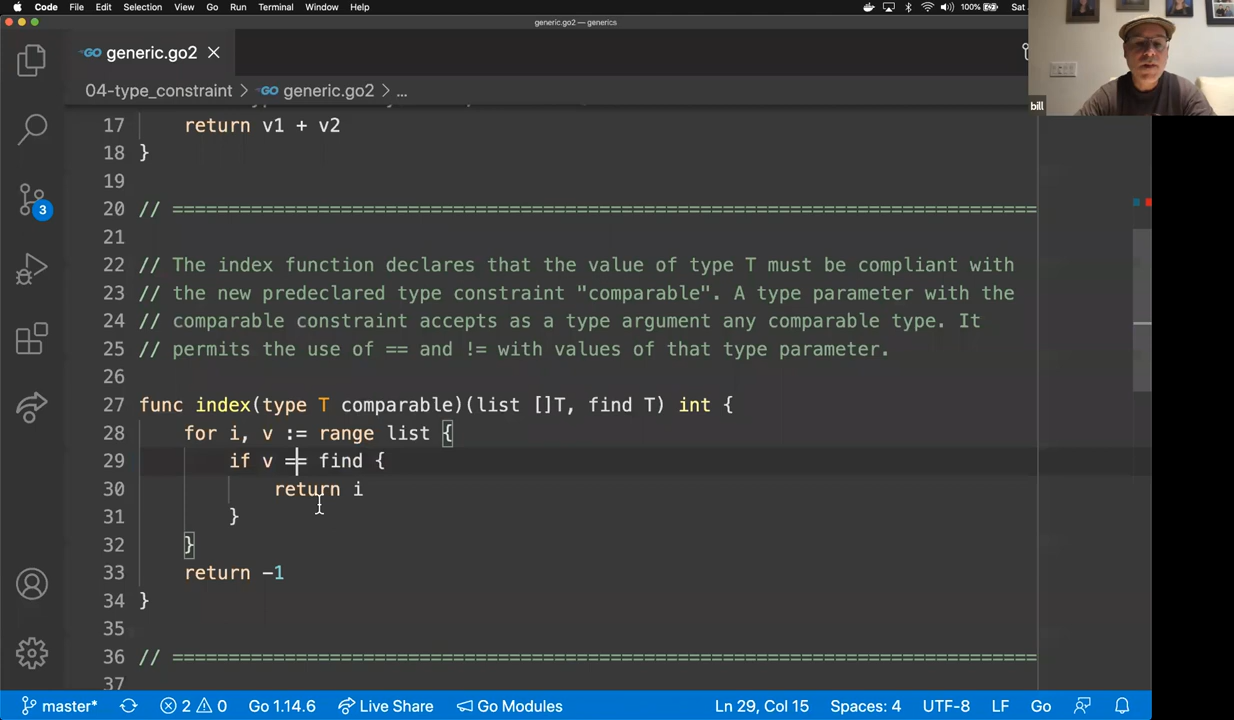 Code File Edit Selection View Go Run Terminal Window Help 100% Sat
generic.go2 — generics
GO generic.go2
04-type_constraint > GO generic.go2 > ...
bill
17 return v1 + v2
18 }
19
20 // =============================================================================
21
22 // The index function declares that the value of type T must be compliant with
23 // the new predeclared type constraint "comparable". A type parameter with the
24 // comparable constraint accepts as a type argument any comparable type. It
25 // permits the use of == and != with values of that type parameter.
26
27 func index(type T comparable)(list []T, find T) int {
28 for i, v := range list {
29 if v == find {
30 return i
31 }
32 }
33 return -1
34 }
35
36 // =============================================================================
37
3
master* 2 0 Go 1.14.6 Live Share Go Modules Ln 29, Col 15 Spaces: 4 UTF-8 LF Go